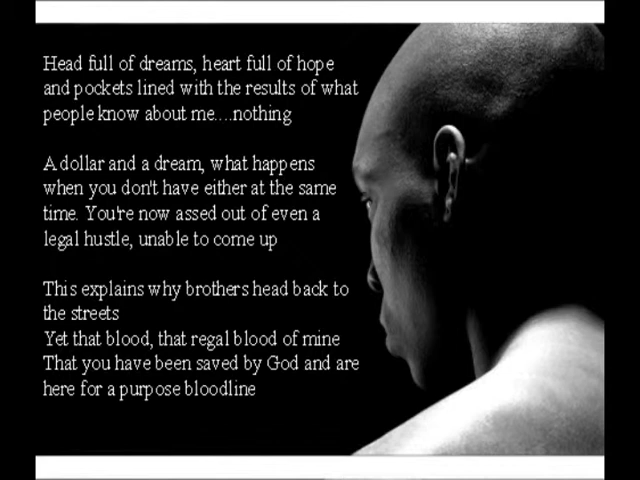 Head full of dreams, heart full of hope
and pockets lined with the results of what
people know about me....nothing
A dollar and a dream, what happens
when you don't have either at the same
time. You're now assed out of even a
legal hustle, unable to come up
This explains why brothers head back to
the streets
Yet that blood, that regal blood of mine
That you have been saved by God and are
here for a purpose bloodline